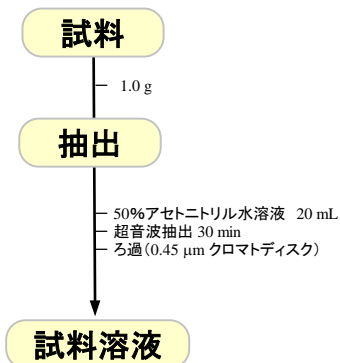 試料
1.0 g
抽出
50%アセトニトリル水溶液 20 mL
超音波抽出 30 min
ろ過(0.45 μm クロマトディスク)
試料溶液